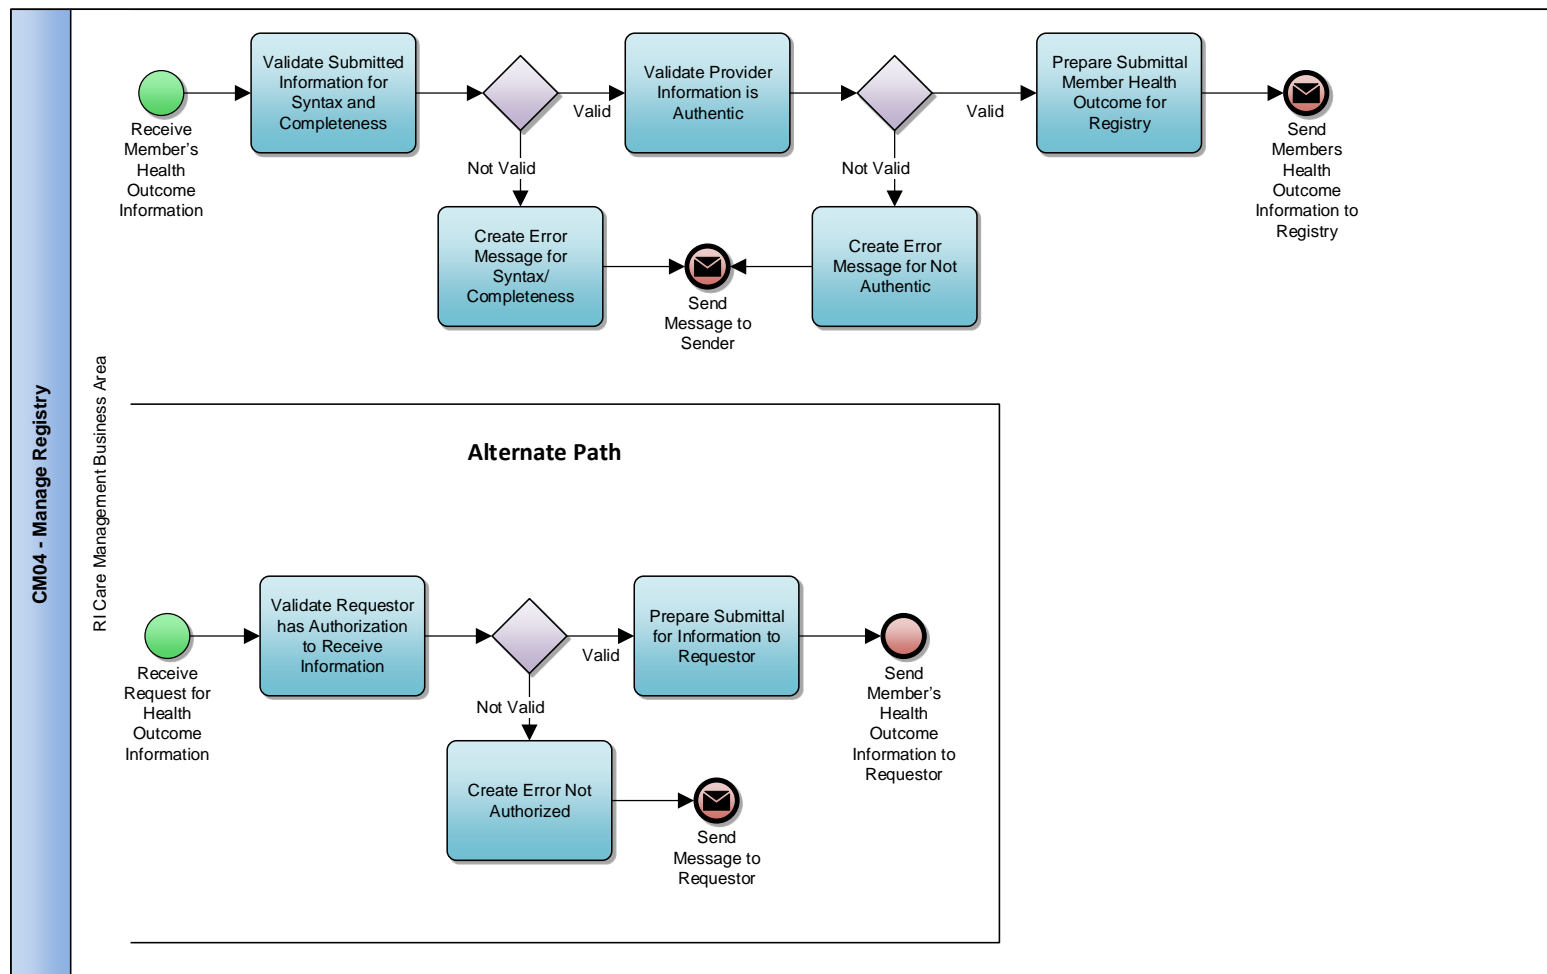 CM04 - Manage Registry
RI Care Management Business Area
Receive
Member's
Health
Outcome
Information
Validate Submitted
Information for
Syntax and
Completeness
Valid
Not Valid
Validate Provider
Information is
Authentic
Valid
Not Valid
Prepare Submittal
Member Health
Outcome for
Registry
Send
Members
Health
Outcome
Information to
Registry
Create Error
Message for
Syntax/
Completeness
Send
Message to
Sender
Create Error
Message for Not
Authentic
Alternate Path
Receive
Request for
Health
Outcome
Information
Validate Requestor
has Authorization
to Receive
Information
Valid
Not Valid
Prepare Submittal
for Information to
Requestor
Send
Member's
Health
Outcome
Information to
Requestor
Create Error Not
Authorized
Send
Message to
Requestor